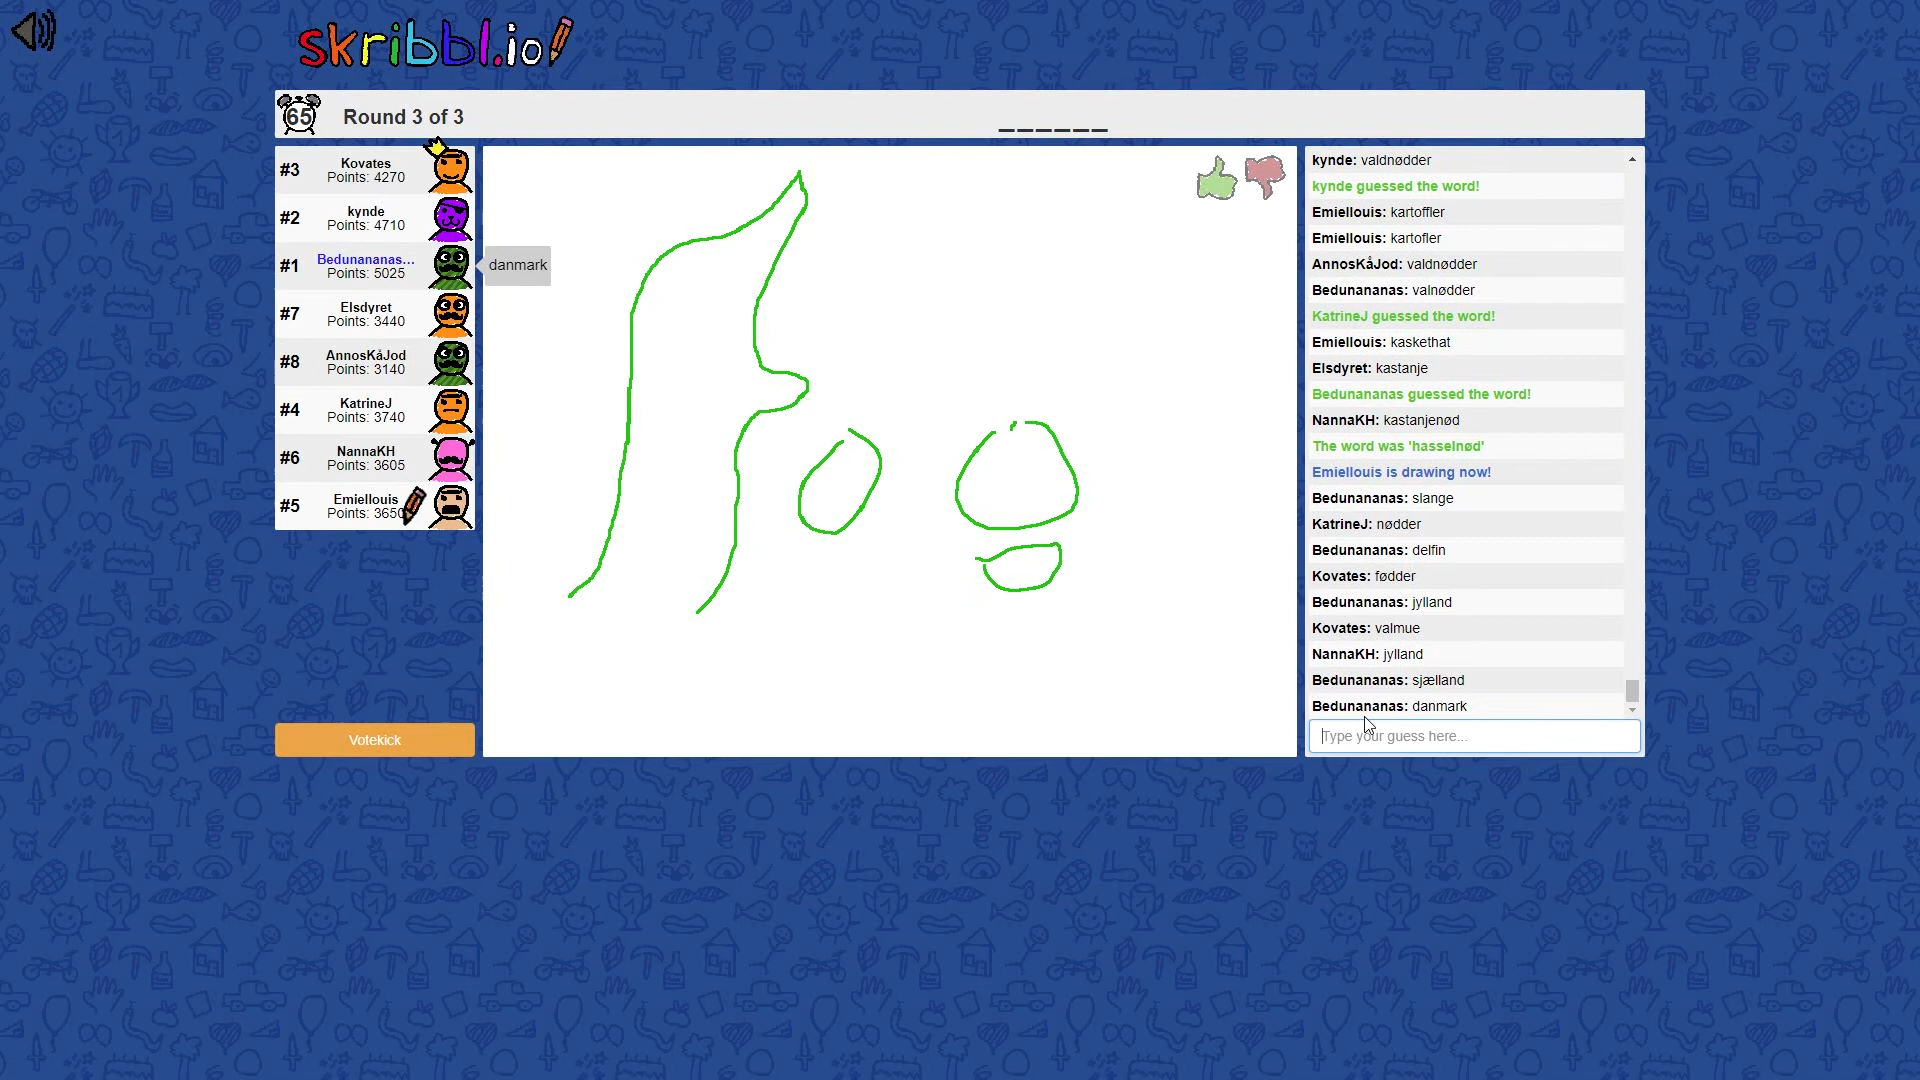 skribbl.io
65
Round 3 of 3
______
#3
Kovates
Points: 4270
#2
kynde
Points: 4710
#1
Bedunananas...
Points: 5025
danmark
#7
Elsdyret
Points: 3440
#8
AnnosKåJod
Points: 3140
#4
KatrineJ
Points: 3740
#6
NannaKH
Points: 3605
#5
Emiellouis
Points: 3650
Votekick
kynde: valdnødder
kynde guessed the word!
Emiellouis: kartoffler
Emiellouis: kartofler
AnnosKåJod: valdnødder
Bedunananas: valnødder
KatrineJ guessed the word!
Emiellouis: kaskethat
Elsdyret: kastanje
Bedunananas guessed the word!
NannaKH: kastanjenød
The word was 'hasselnød'
Emiellouis is drawing now!
Bedunananas: slange
KatrineJ: nødder
Bedunananas: delfin
Kovates: fødder
Bedunananas: jylland
Kovates: valmue
NannaKH: jylland
Bedunananas: sjælland
Bedunananas: danmark
Type your guess here...